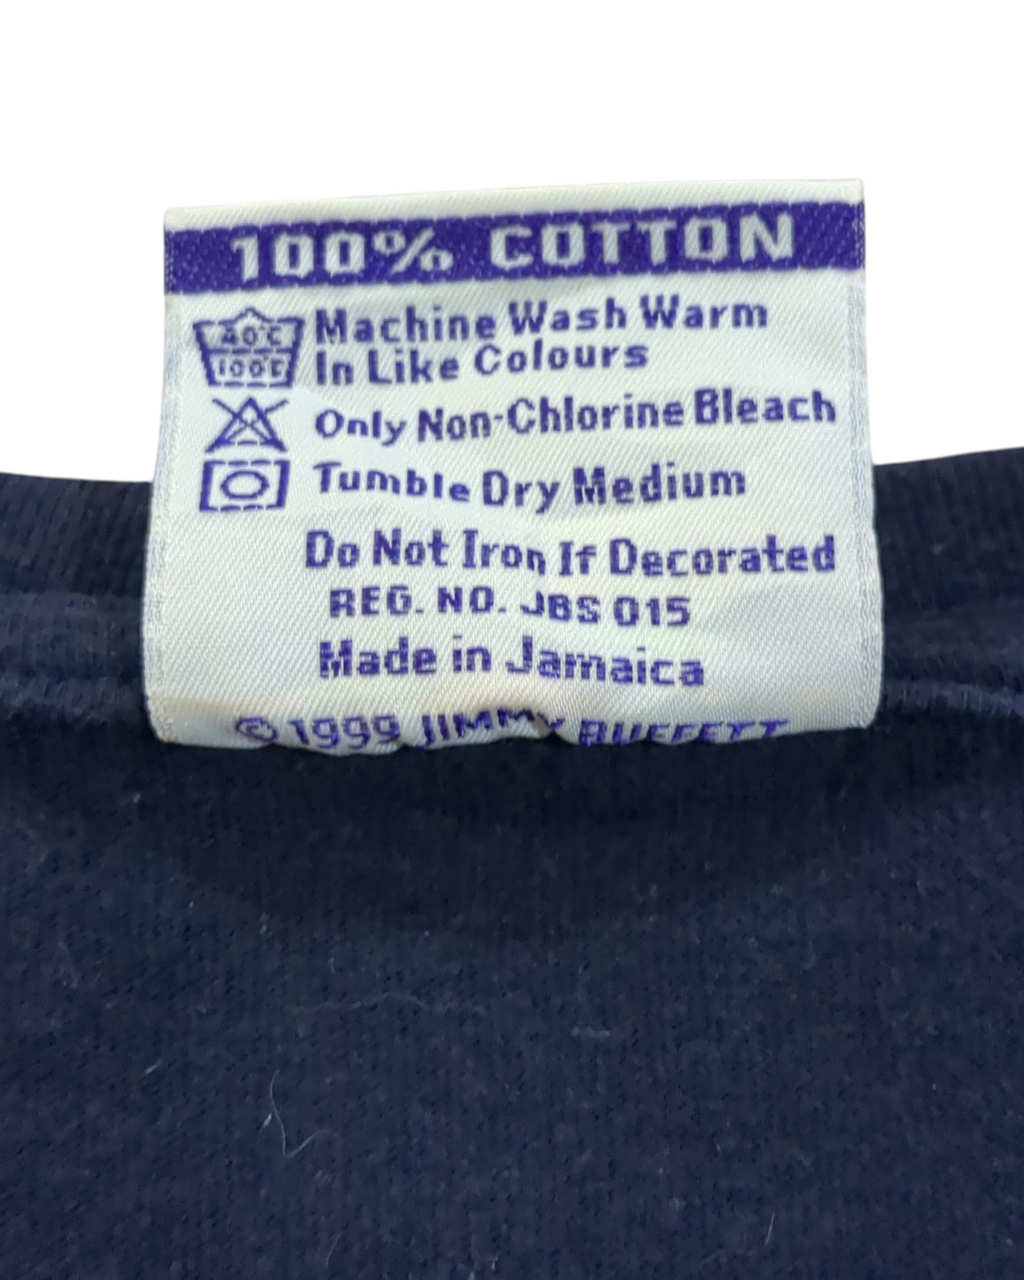 100% COTTON
40°C
100°F
Machine Wash Warm
In Like Colours
Only Non-Chlorine Bleach
Tumble Dry Medium
Do Not Iron If Decorated
REG. NO. JBS 015
Made in Jamaica
© 1999 JIMMY BUFFETT